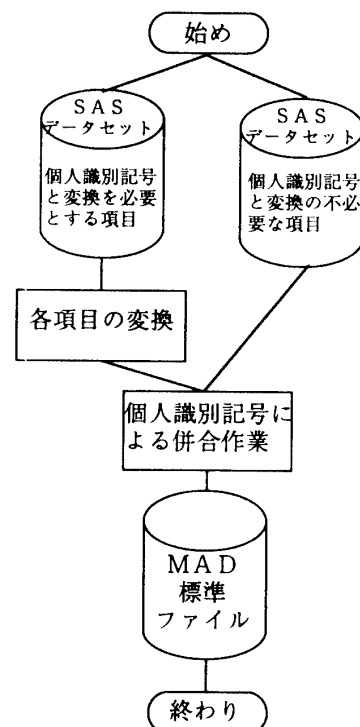 始め
SAS
データセット
個人識別記号
と変換を必要
とする項目
SAS
データセット
個人識別記号
と変換の不必
要な項目
各項目の変換
個人識別記号に
よる併合作業
MAD
標準
ファイル
終わり